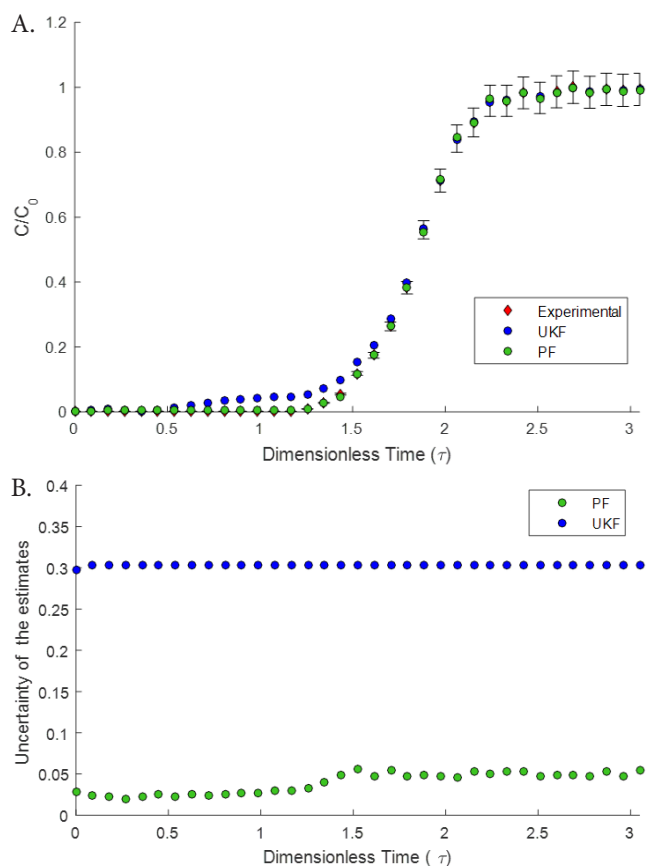 A.
1.2
1
0.8
0.6
0.4
0.2
0
C/C0
0 0.5 1 1.5 2 2.5 3
Dimensionless Time (τ)
Experimental
UKF
PF
B.
0.4
0.35
0.3
0.25
0.2
0.15
0.1
0.05
0
Uncertainty of the estimates
0 0.5 1 1.5 2 2.5 3
Dimensionless Time ( τ)
PF
UKF